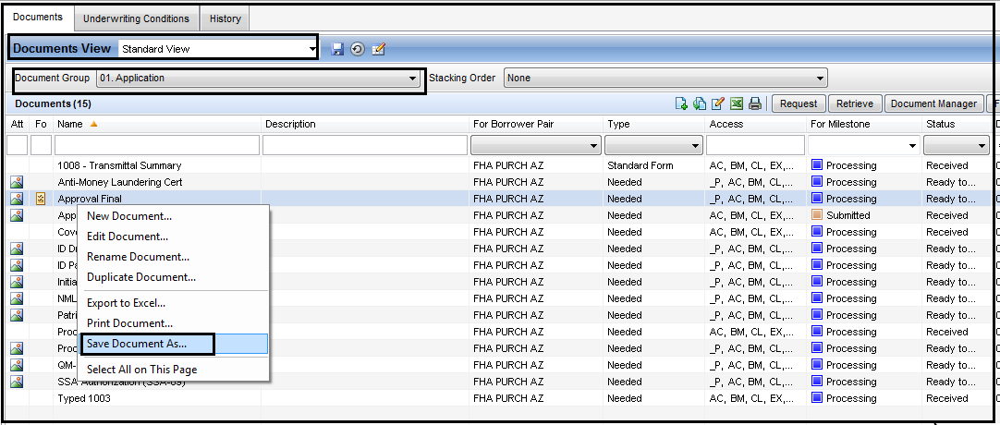 Documents Underwriting Conditions History
Documents View Standard View
Document Group 01. Application Stacking Order None
Documents (15) Request Retrieve Document Manager F
Att Fo Name Description For Borrower Pair Type Access For Milestone Status D
1008 - Transmittal Summary FHA PURCH AZ Standard Form AC, BM, CL, EX,... Processing Received
Anti-Money Laundering Cert FHA PURCH AZ Needed _P, AC, BM, CL, ... Processing Ready to...
Approval Final FHA PURCH AZ Needed _P, AC, BM, CL, ... Processing Ready to...
App FHA PURCH AZ Needed AC, BM, CL, EX,... Submitted Received
Cove FHA PURCH AZ Needed AC, BM, CL, EX,... Processing Received
ID Dr FHA PURCH AZ Needed _P, AC, BM, CL, ... Processing Ready to...
ID Pa FHA PURCH AZ Needed _P, AC, BM, CL, ... Processing Ready to...
Initia FHA PURCH AZ Needed _P, AC, BM, CL, ... Processing Ready to...
NML FHA PURCH AZ Needed _P, AC, BM, CL, ... Processing Ready to...
Patri FHA PURCH AZ Needed _P, AC, BM, CL, ... Processing Ready to...
Proc FHA PURCH AZ Needed AC, BM, CL, EX,... Processing Received
Proc FHA PURCH AZ Needed _P, AC, BM, CL, ... Processing Ready to...
QM- FHA PURCH AZ Needed _P, AC, BM, CL, ... Processing Ready to...
SSA Authorization (SSA-89) FHA PURCH AZ Needed _P, AC, BM, CL, ... Processing Ready to...
Typed 1003 FHA PURCH AZ Needed AC, BM, CL, EX,... Processing Received
New Document...
Edit Document...
Rename Document...
Duplicate Document...
Export to Excel...
Print Document...
Save Document As...
Select All on This Page